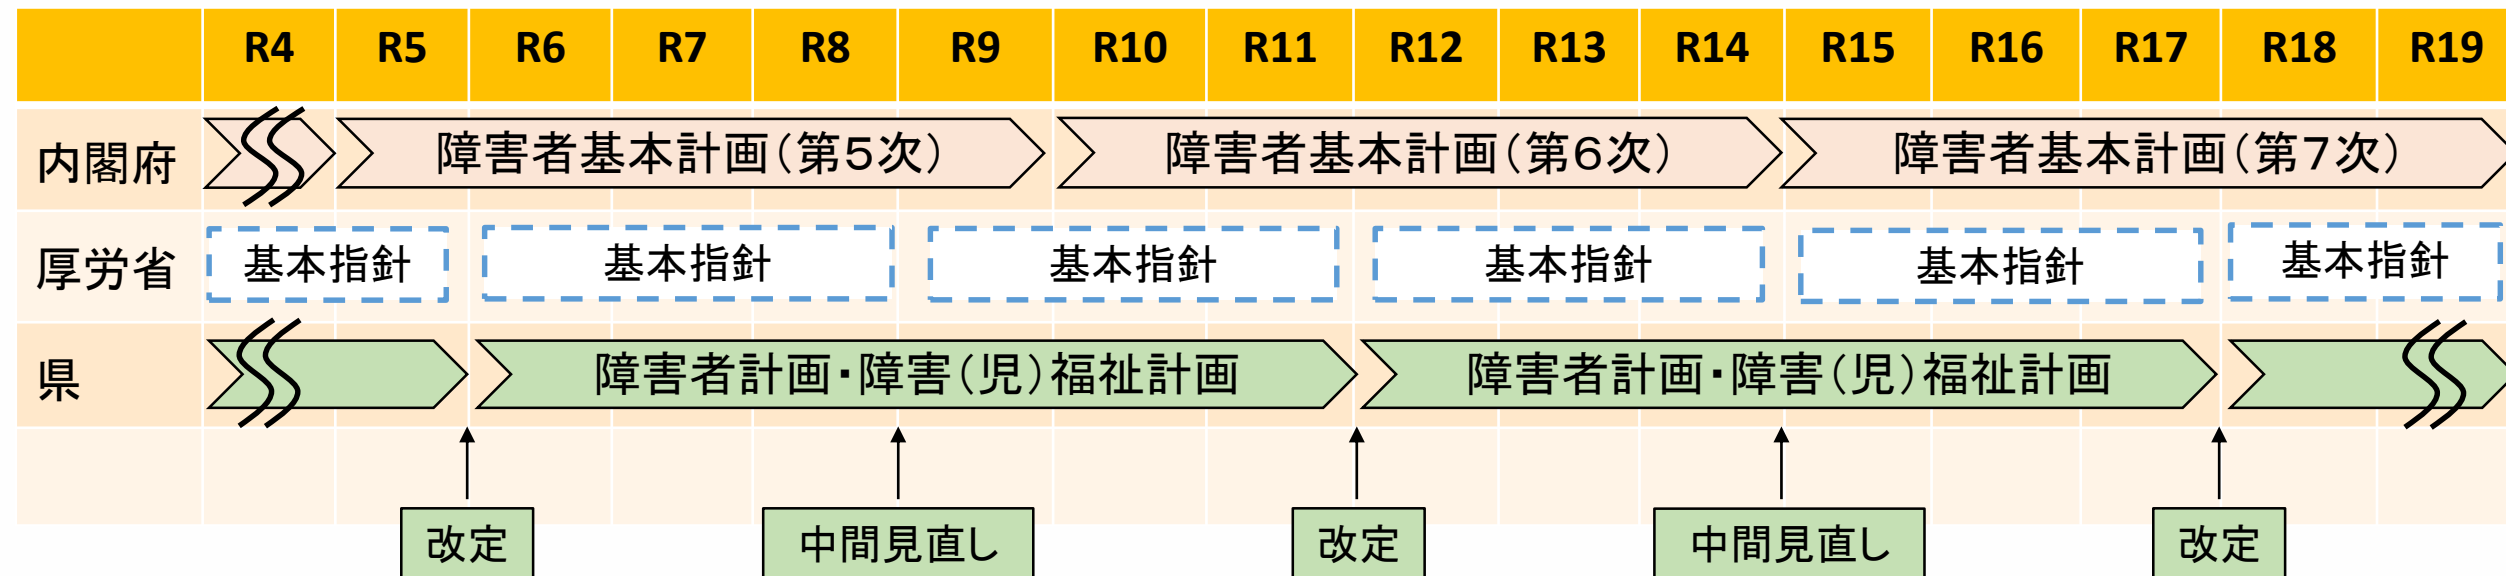 R4 R5 R6 R7 R8 R9 R10 R11 R12 R13 R14 R15 R16 R17 R18 R19
内閣府 障害者基本計画(第5次) 障害者基本計画(第6次) 障害者基本計画(第7次)
厚労省 基本指針 基本指針 基本指針 基本指針 基本指針 基本指針
県 障害者計画・障害(児)福祉計画 障害者計画・障害(児)福祉計画
改定 中間見直し 改定 中間見直し 改定